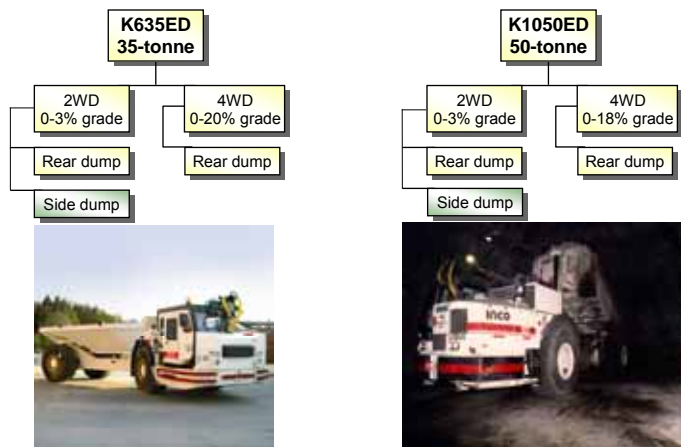 K635ED
35-tonne
2WD
0-3% grade
4WD
0-20% grade
Rear dump
Rear dump
Side dump
K1050ED
50-tonne
2WD
0-3% grade
4WD
0-18% grade
Rear dump
Rear dump
Side dump
INCO